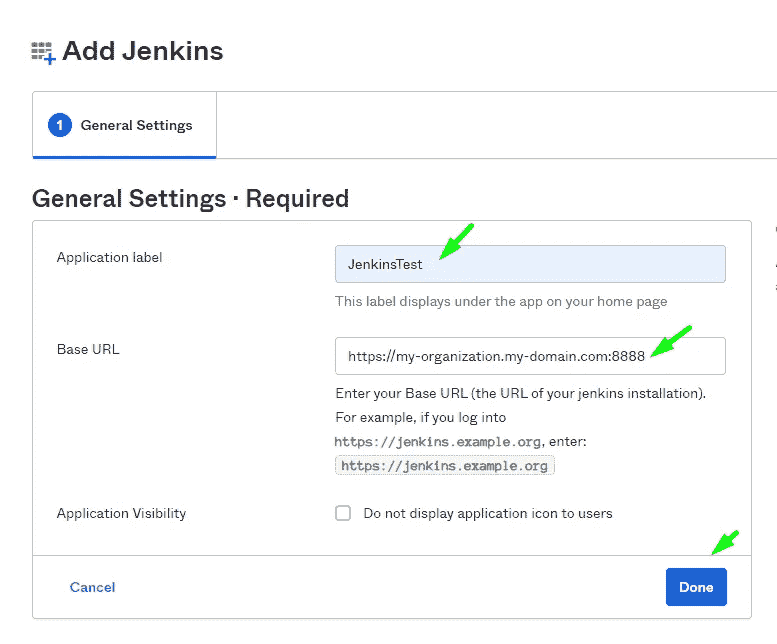 Add Jenkins
1 General Settings
General Settings · Required
Application label
JenkinsTest
This label displays under the app on your home page
Base URL
https://my-organization.my-domain.com:8888
Enter your Base URL (the URL of your jenkins installation).
For example, if you log into
https://jenkins.example.org, enter:
https://jenkins.example.org
Application Visibility
Do not display application icon to users
Cancel
Done